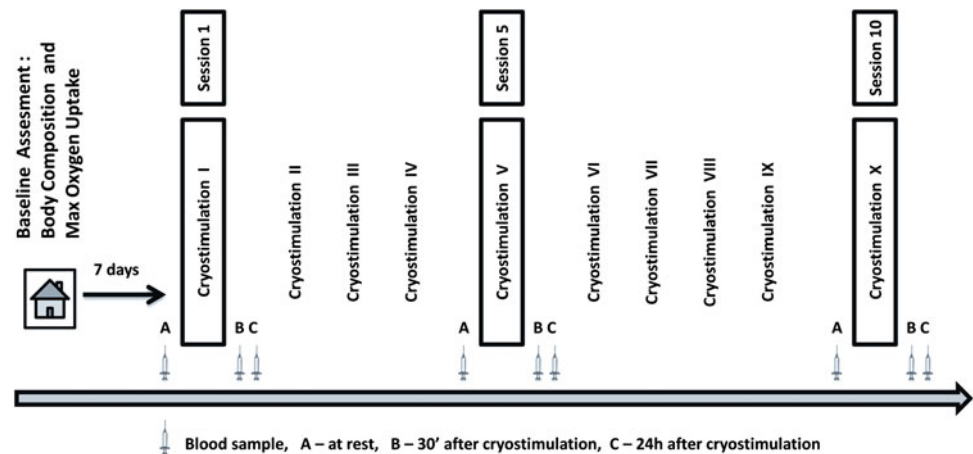 Baseline Assesment :
Body Composition and
Max Oxygen Uptake
7 days
Session 1
Session 5
Session 10
Cryostimulation I
Cryostimulation II
Cryostimulation III
Cryostimulation IV
Cryostimulation V
Cryostimulation VI
Cryostimulation VII
Cryostimulation VIII
Cryostimulation IX
Cryostimulation X
A
B C
A
B C
A
B C
Blood sample, A – at rest, B – 30' after cryostimulation, C – 24h after cryostimulation